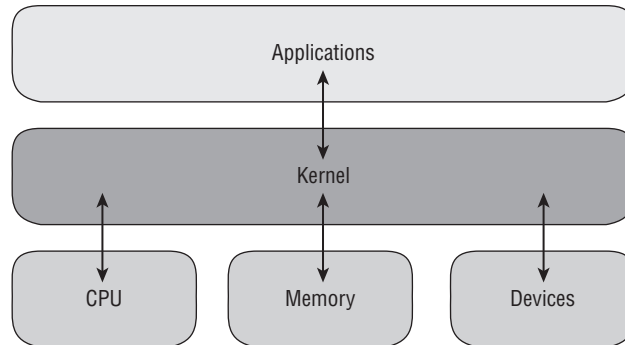 Applications
Kernel
CPU
Memory
Devices